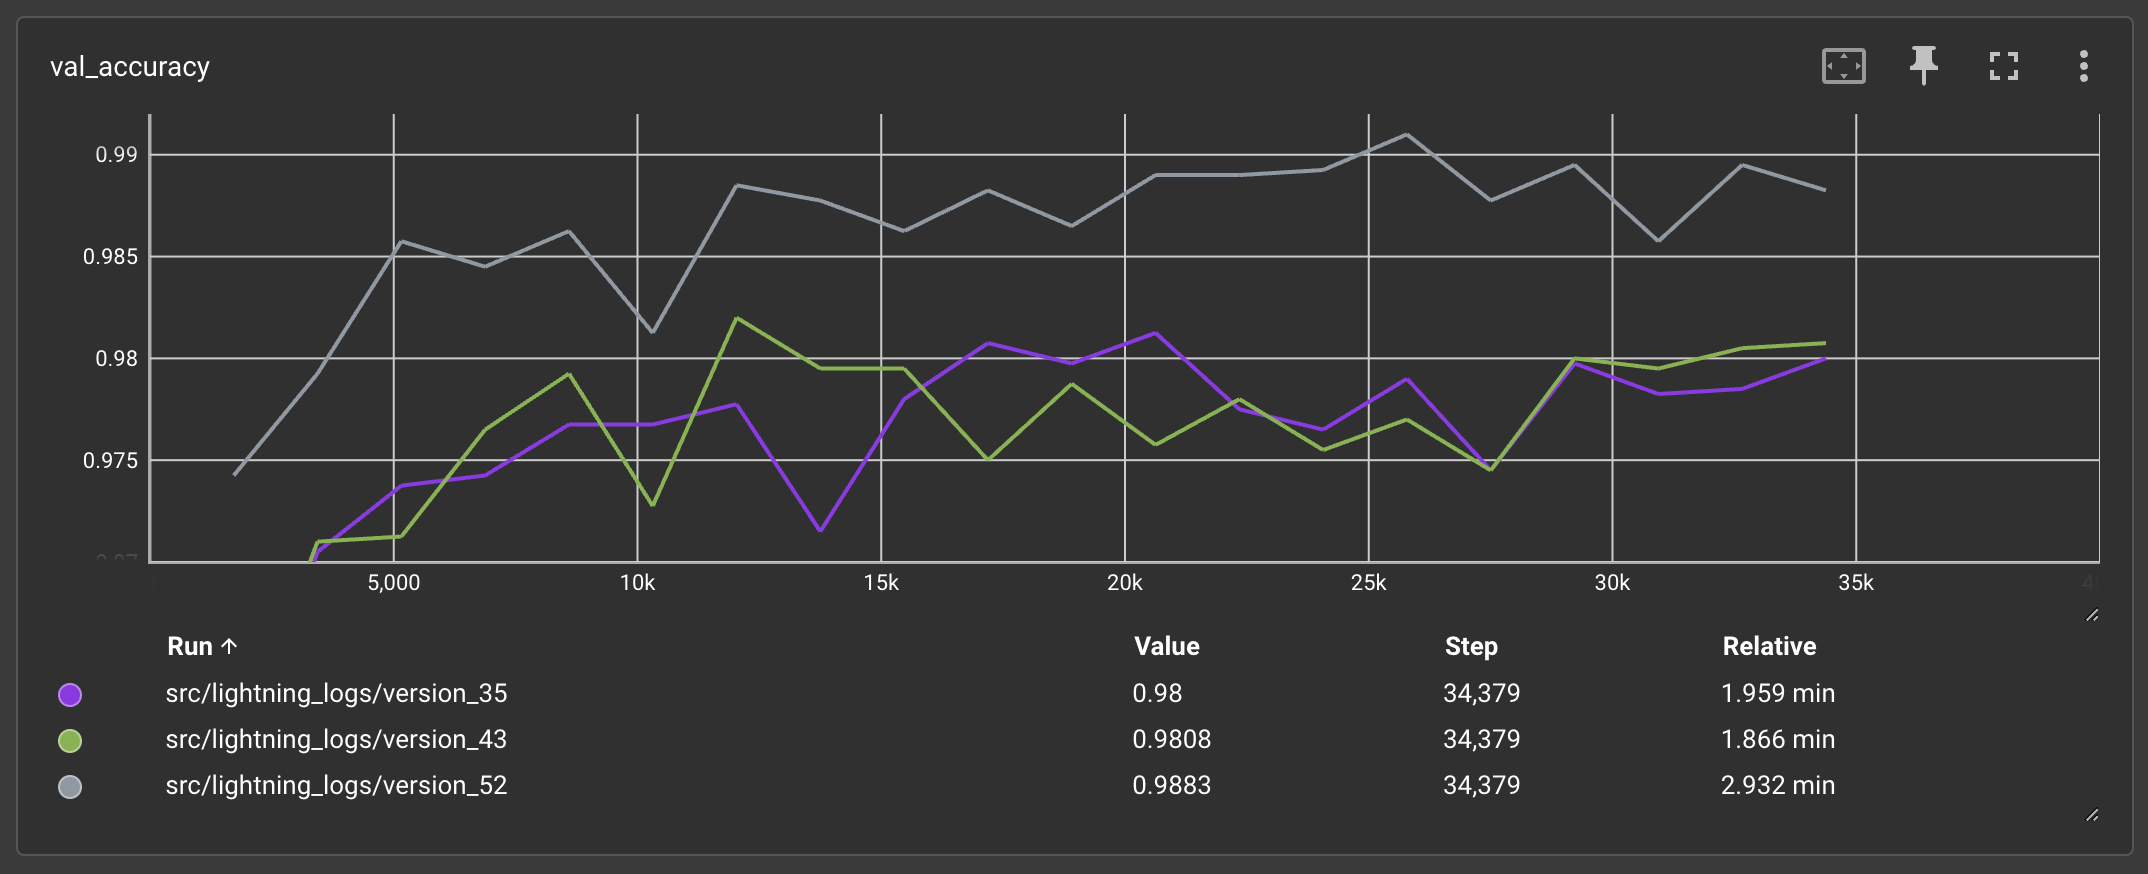 val_accuracy
0.99
0.985
0.98
0.975
0.97
5,000 10k 15k 20k 25k 30k 35k
Run ↑ Value Step Relative
src/lightning_logs/version_35 0.98 34,379 1.959 min
src/lightning_logs/version_43 0.9808 34,379 1.866 min
src/lightning_logs/version_52 0.9883 34,379 2.932 min